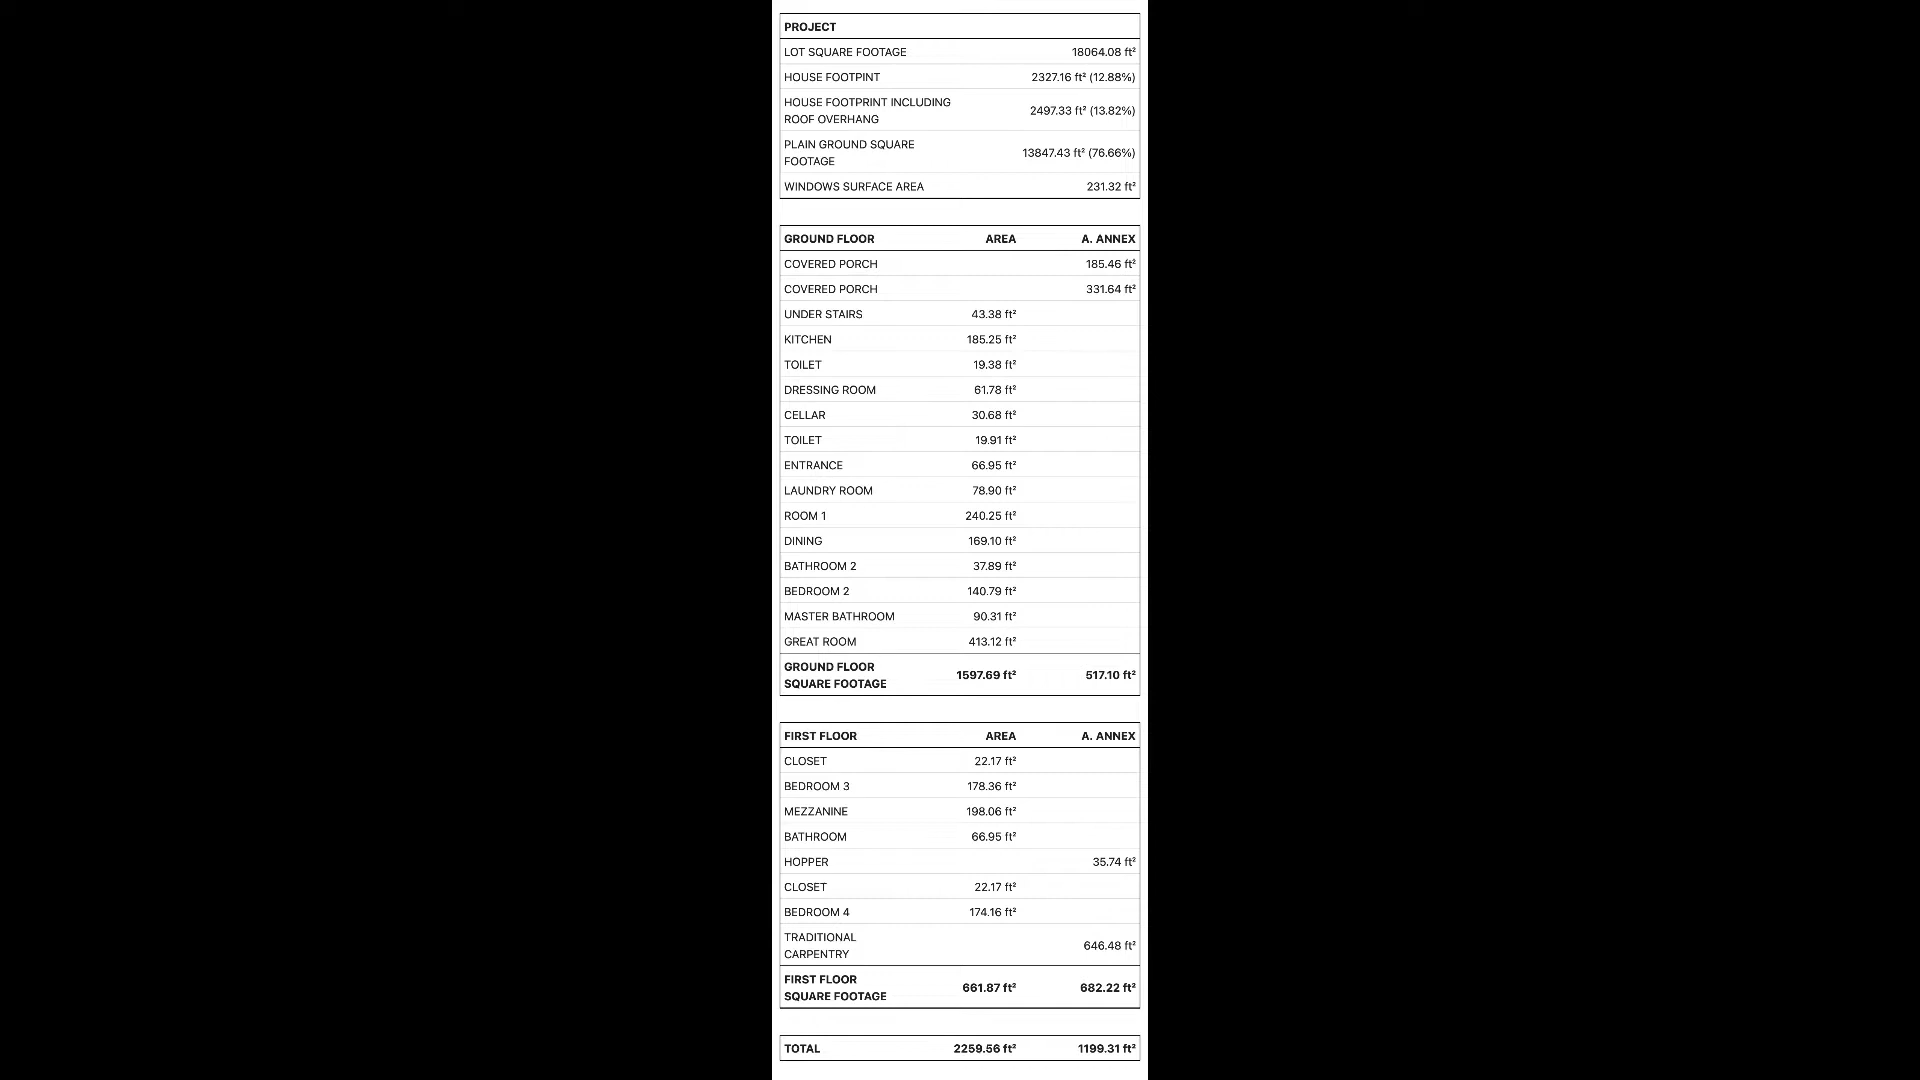 PROJECT
LOT SQUARE FOOTAGE 18064.08 ft²
HOUSE FOOTPINT 2327.16 ft² (12.88%)
HOUSE FOOTPRINT INCLUDING
ROOF OVERHANG 2497.33 ft² (13.82%)
PLAIN GROUND SQUARE
FOOTAGE 13847.43 ft² (76.66%)
WINDOWS SURFACE AREA 231.32 ft²
GROUND FLOOR AREA A. ANNEX
COVERED PORCH 185.46 ft²
COVERED PORCH 331.64 ft²
UNDER STAIRS 43.38 ft²
KITCHEN 185.25 ft²
TOILET 19.38 ft²
DRESSING ROOM 61.78 ft²
CELLAR 30.68 ft²
TOILET 19.91 ft²
ENTRANCE 66.95 ft²
LAUNDRY ROOM 78.90 ft²
ROOM 1 240.25 ft²
DINING 169.10 ft²
BATHROOM 2 37.89 ft²
BEDROOM 2 140.79 ft²
MASTER BATHROOM 90.31 ft²
GREAT ROOM 413.12 ft²
GROUND FLOOR
SQUARE FOOTAGE 1597.69 ft² 517.10 ft²
FIRST FLOOR AREA A. ANNEX
CLOSET 22.17 ft²
BEDROOM 3 178.36 ft²
MEZZANINE 198.06 ft²
BATHROOM 66.95 ft²
HOPPER 35.74 ft²
CLOSET 22.17 ft²
BEDROOM 4 174.16 ft²
TRADITIONAL
CARPENTRY 646.48 ft²
FIRST FLOOR
SQUARE FOOTAGE 661.87 ft² 682.22 ft²
TOTAL 2259.56 ft² 1199.31 ft²